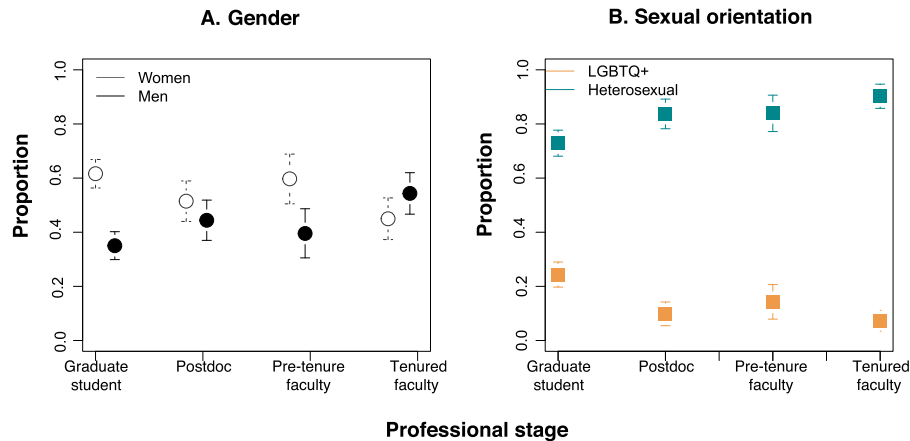 A. Gender
B. Sexual orientation
Proportion
1.0
0.8
0.6
0.4
0.2
0.0
Women
Men
Graduate
student
Postdoc
Pre-tenure
faculty
Tenured
faculty
Proportion
1.0
0.8
0.6
0.4
0.2
0.0
LGBTQ+
Heterosexual
Graduate
student
Postdoc
Pre-tenure
faculty
Tenured
faculty
Professional stage